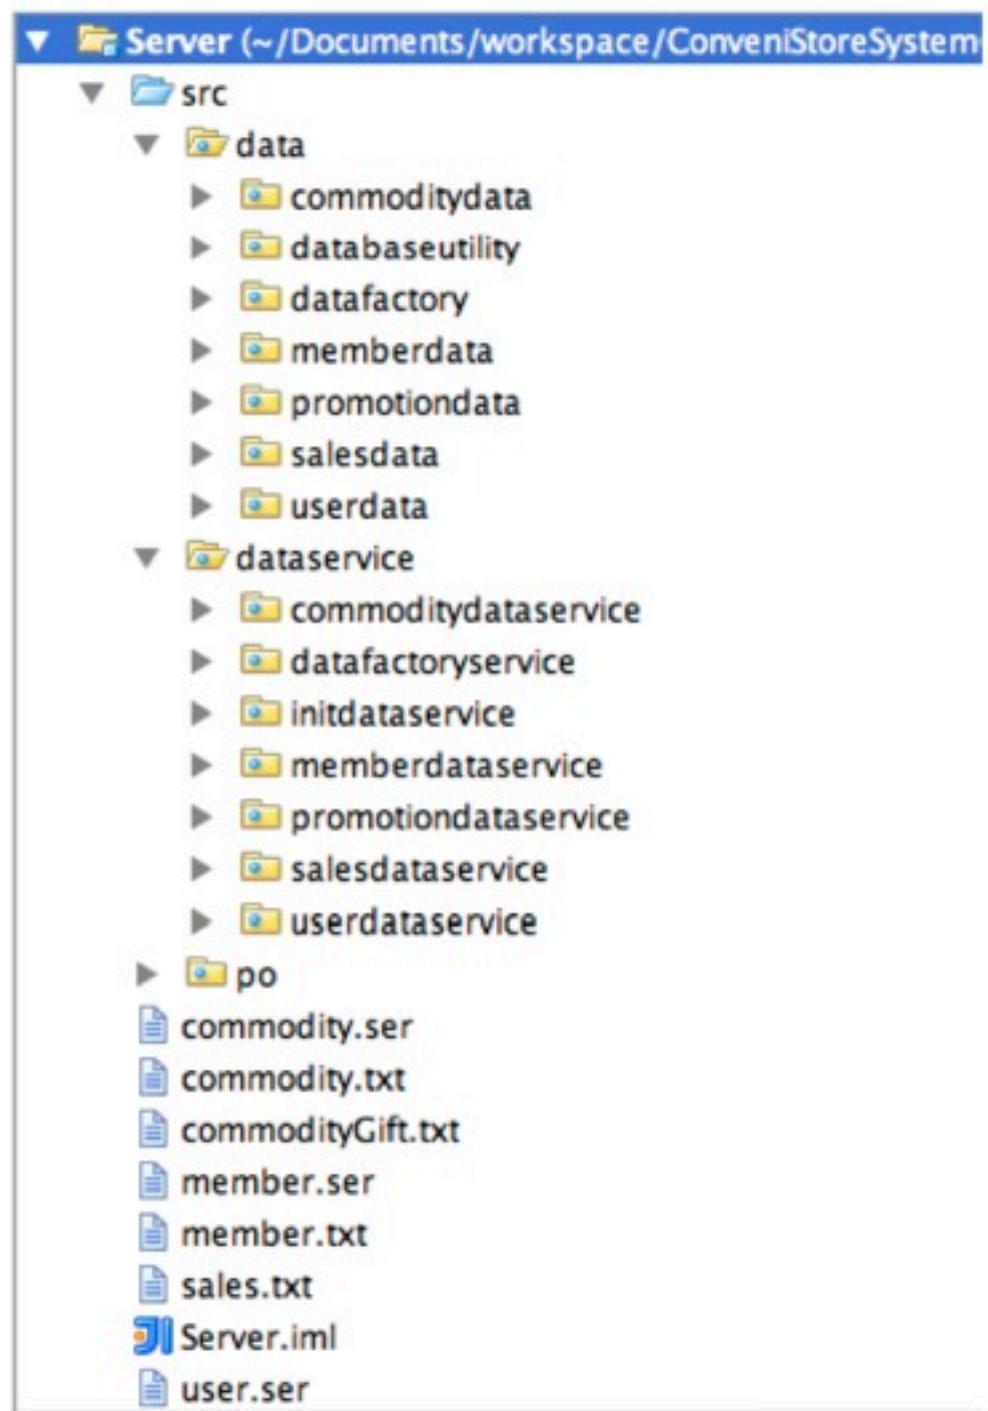 Server (~/Documents/workspace/ConveniStoreSystem
src
data
commoditydata
databaseutility
datafactory
memberdata
promotiondata
salesdata
userdata
dataservice
commoditydataservice
datafactoryservice
initdataservice
memberdataservice
promotiondataservice
salesdataservice
userdataservice
po
commodity.ser
commodity.txt
commodityGift.txt
member.ser
member.txt
sales.txt
Server.iml
user.ser